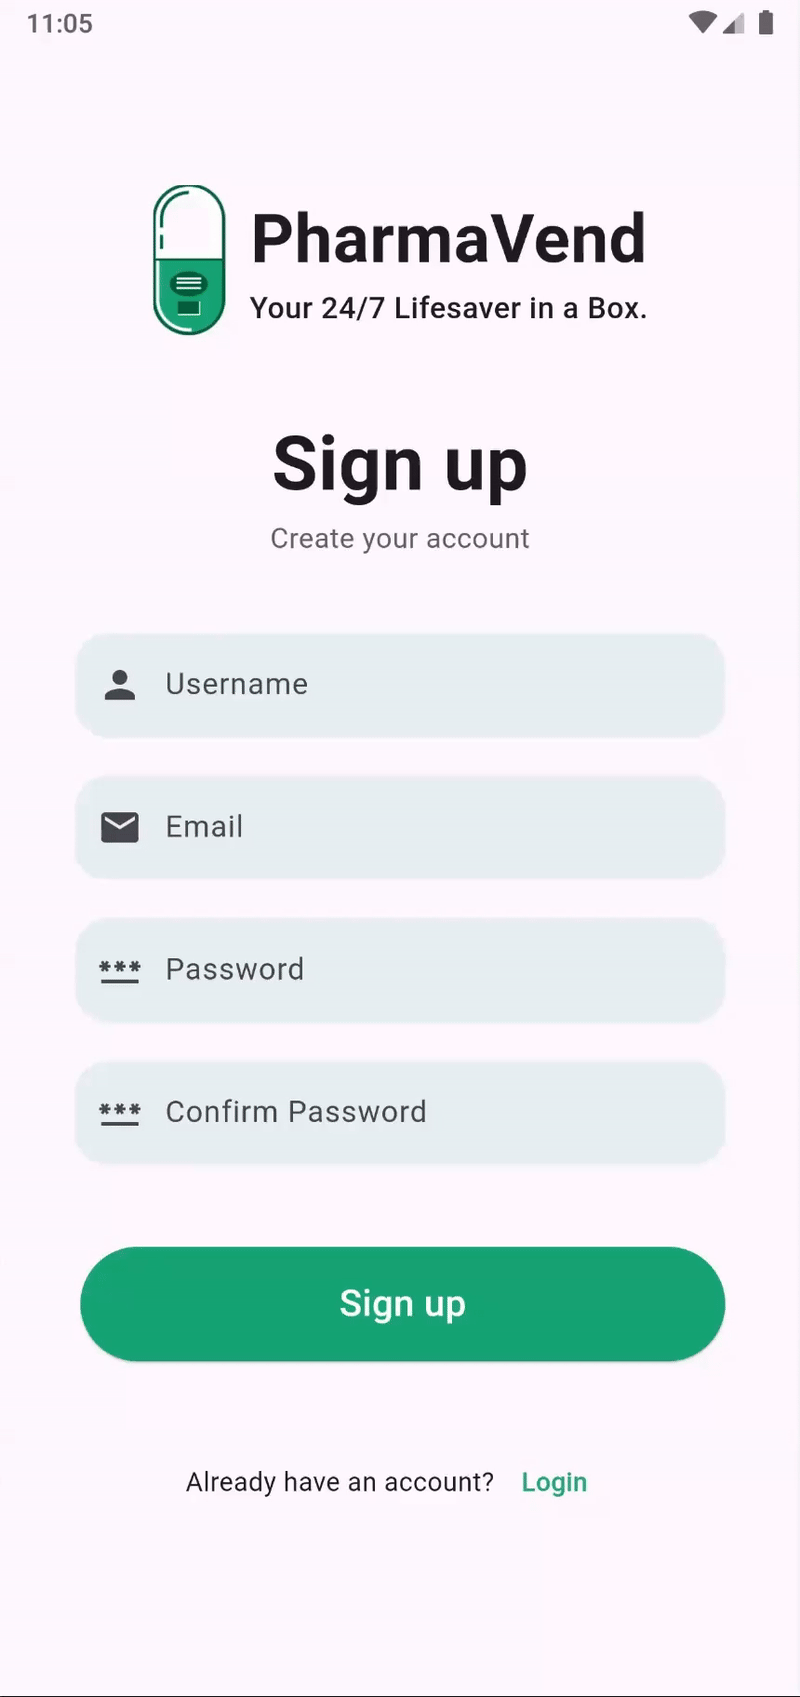 11:05
PharmaVend
Your 24/7 Lifesaver in a Box.
Sign up
Create your account
Username
Email
*** Password
*** Confirm Password
Sign up
Already have an account? Login